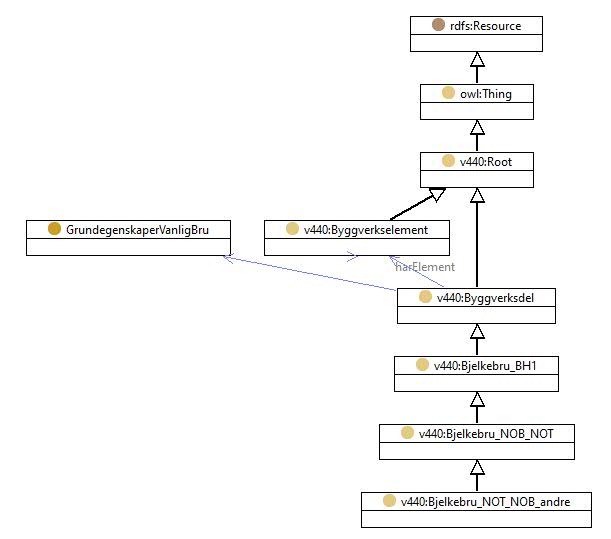 rdfs:Resource
owl:Thing
v440:Root
GrundegenskaperVanligBru
v440:Byggverkselement
harElement
v440:Byggverksdel
v440:Bjelkebru_BH1
v440:Bjelkebru_NOB_NOT
v440:Bjelkebru_NOT_NOB_andre